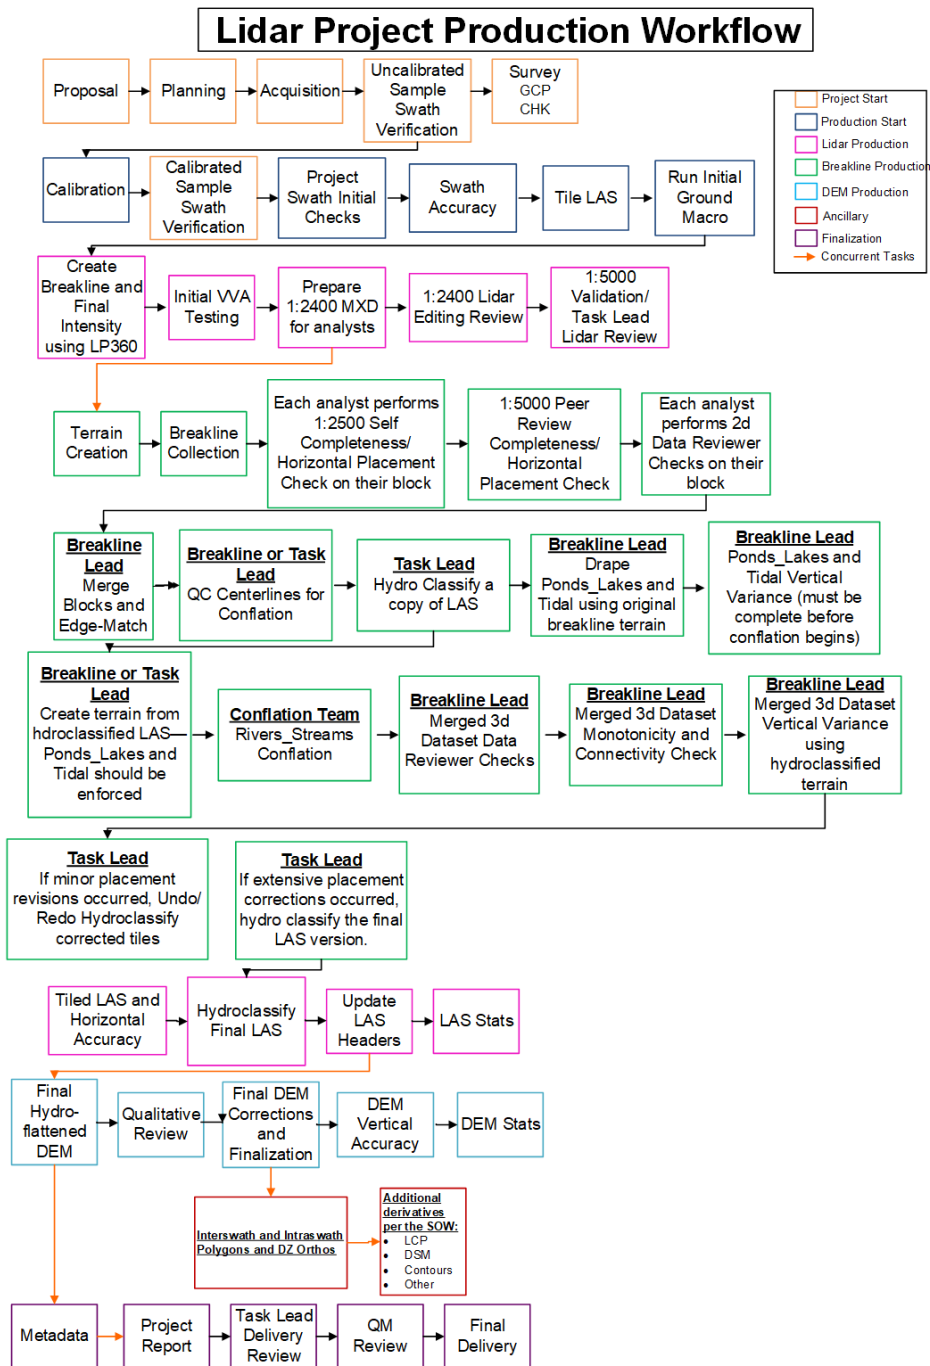 Lidar Project Production Workflow
Proposal
Planning
Acquisition
Uncalibrated
Sample
Swath
Verification
Survey
GCP
CHK
Project Start
Production Start
Lidar Production
Breakline Production
DEM Production
Ancillary
Finalization
Concurrent Tasks
Calibration
Calibrated
Sample
Swath
Verification
Project
Swath Initial
Checks
Swath
Accuracy
Tile LAS
Run Initial
Ground
Macro
Create
Breakline and
Final
Intensity
using LP360
Initial VVA
Testing
Prepare
1:2400 MXD
for analysts
1:2400 Lidar
Editing Review
1:5000
Validation/
Task Lead
Lidar Review
Terrain
Creation
Breakline
Collection
Each analyst performs
1:2500 Self
Completeness/
Horizontal Placement
Check on their block
1:5000 Peer
Review
Completeness/
Horizontal
Placement Check
Each analyst
performs 2d
Data Reviewer
Checks on their
block
Breakline
Lead
Merge
Blocks and
Edge-Match
Breakline or Task
Lead
QC Centerlines for
Conflation
Task Lead
Hydro Classify a
copy of LAS
Breakline Lead
Drape
Ponds_Lakes and
Tidal using original
breakline terrain
Breakline Lead
Ponds_Lakes and
Tidal Vertical
Variance (must be
complete before
conflation begins)
Breakline or Task
Lead
Create terrain from
hdroclassified LAS—
Ponds_Lakes and
Tidal should be
enforced
Conflation Team
Rivers_Streams
Conflation
Breakline Lead
Merged 3d
Dataset Data
Reviewer Checks
Breakline Lead
Merged 3d Dataset
Monotonicity and
Connectivity Check
Breakline Lead
Merged 3d Dataset
Vertical Variance
using
hydroclassified
terrain
Task Lead
If minor placement
revisions occurred, Undo/
Redo Hydroclassify
corrected tiles
Task Lead
If extensive placement
corrections occurred,
hydro classify the final
LAS version.
Tiled LAS and
Horizontal
Accuracy
Hydroclassify
Final LAS
Update
LAS
Headers
LAS Stats
Final
Hydro-
flattened
DEM
Qualitative
Review
Final DEM
Corrections
and
Finalization
DEM
Vertical
Accuracy
DEM Stats
Interswath and Intraswath
Polygons and DZ Orthos
Additional
derivatives
per the SOW:
• LCP
• DSM
• Contours
• Other
Metadata
Project
Report
Task Lead
Delivery
Review
QM
Review
Final
Delivery